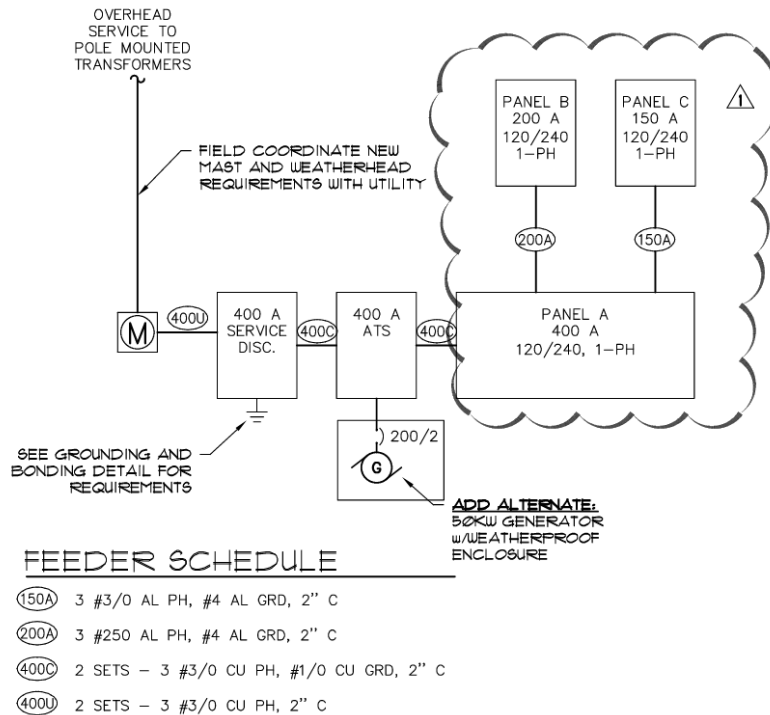 OVERHEAD
SERVICE TO
POLE MOUNTED
TRANSFORMERS
FIELD COORDINATE NEW
MAST AND WEATHERHEAD
REQUIREMENTS WITH UTILITY
PANEL B
200 A
120/240
1-PH
PANEL C
150 A
120/240
1-PH
1
200A
150A
M
400U
400 A
SERVICE
DISC.
400C
400 A
ATS
400C
PANEL A
400 A
120/240, 1-PH
SEE GROUNDING AND
BONDING DETAIL FOR
REQUIREMENTS
200/2
G
ADD ALTERNATE:
50KW GENERATOR
W/WEATHERPROOF
ENCLOSURE
FEEDER SCHEDULE
150A 3 #3/0 AL PH, #4 AL GRD, 2" C
200A 3 #250 AL PH, #4 AL GRD, 2" C
400C 2 SETS - 3 #3/0 CU PH, #1/0 CU GRD, 2" C
400U 2 SETS - 3 #3/0 CU PH, 2" C